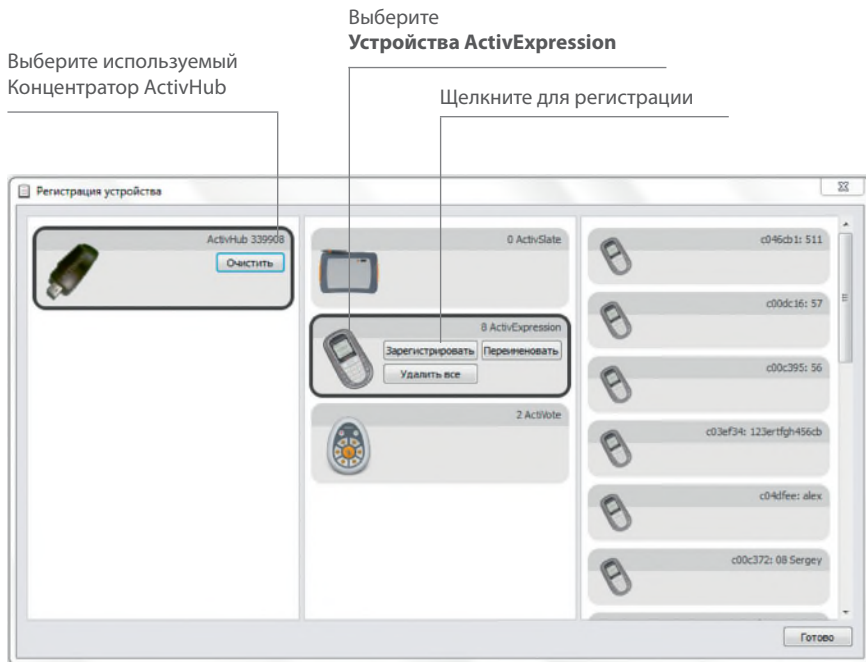 Выберите
Устройства ActivExpression
Выберите используемый
Концентратор ActivHub
Щелкните для регистрации
Регистрация устройства
ActivHub 339908
Очистить
0 ActivSlate
8 ActivExpression
Зарегистрировать
Переименовать
Удалить все
2 ActiVote
c046cb1: 511
c00dc16: 57
c00c395: 56
c03ef34: 123ertfgh456cb
c04dfee: alex
c00c372: 08 Sergey
Готово